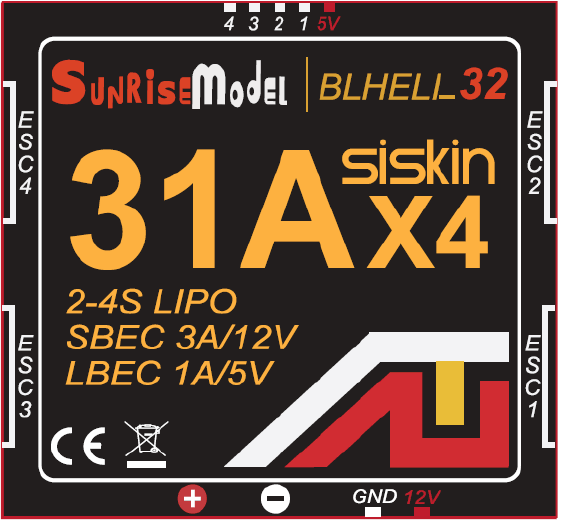 4 3 2 1 5V
SUNRiSeMoDEL BLHELI_32
ESC4
ESC2
31A siskin X4
2-4S LIPO
SBEC 3A/12V
LBEC 1A/5V
ESC3
ESC1
CE
+ − GND 12V